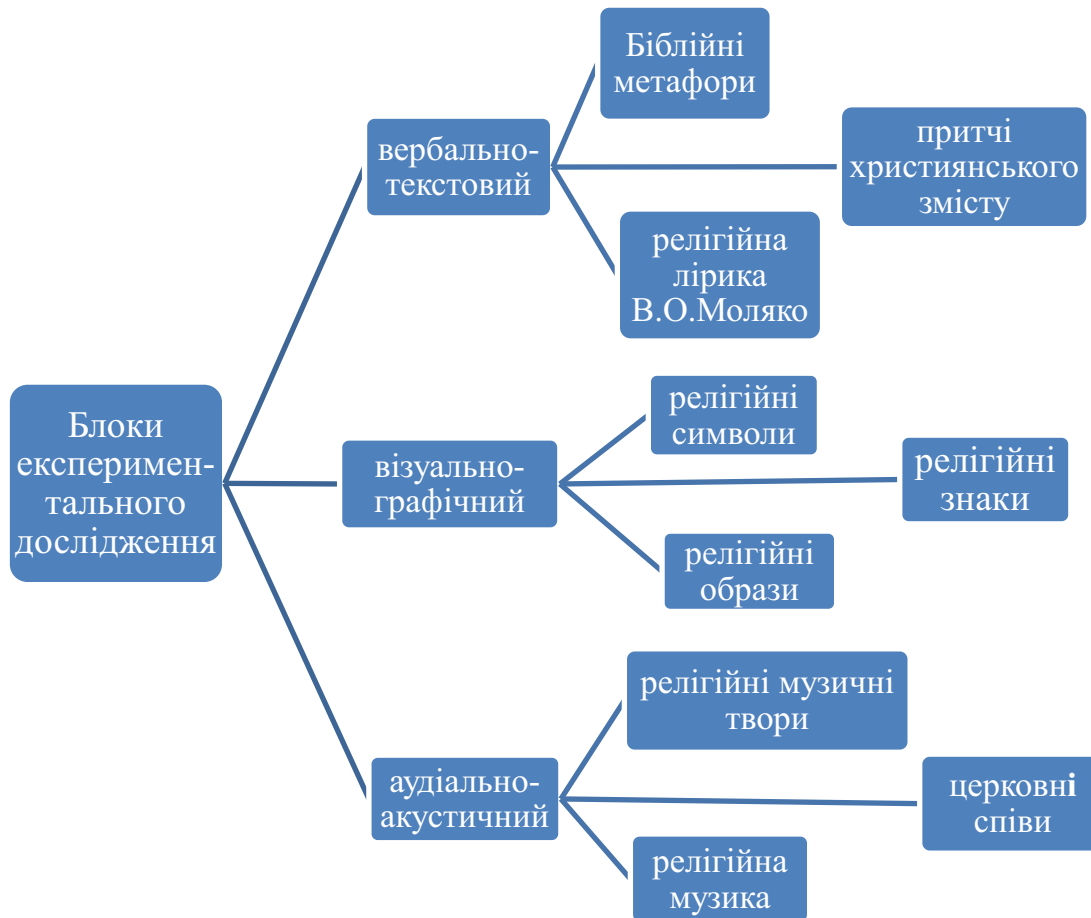 Блоки
експеримен-
тального
дослідження
вербально-
текстовий
Біблійні
метафори
притчі
християнського
змісту
релігійна
лірика
В.О.Моляко
візуально-
графічний
релігійні
символи
релігійні
знаки
релігійні
образи
аудіально-
акустичний
релігійні музичні
твори
церковні
співи
релігійна
музика